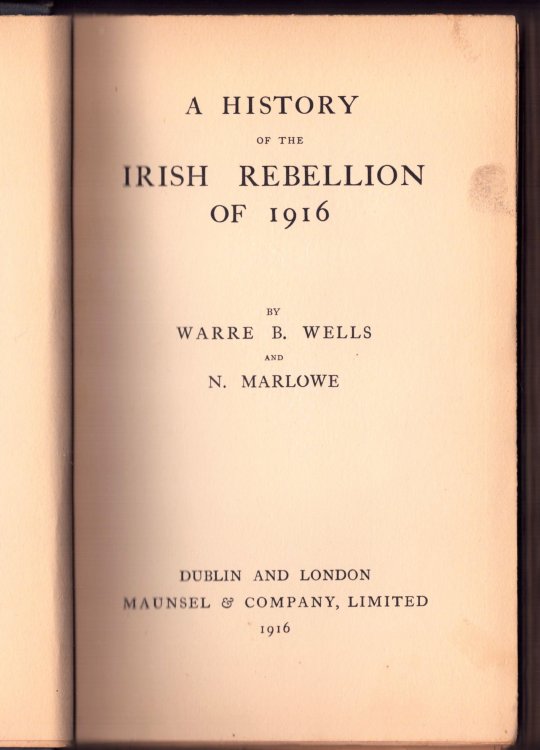 A HISTORY
OF THE
IRISH REBELLION
OF 1916
BY
WARRE B. WELLS
AND
N. MARLOWE
DUBLIN AND LONDON
MAUNSEL & COMPANY, LIMITED
1916